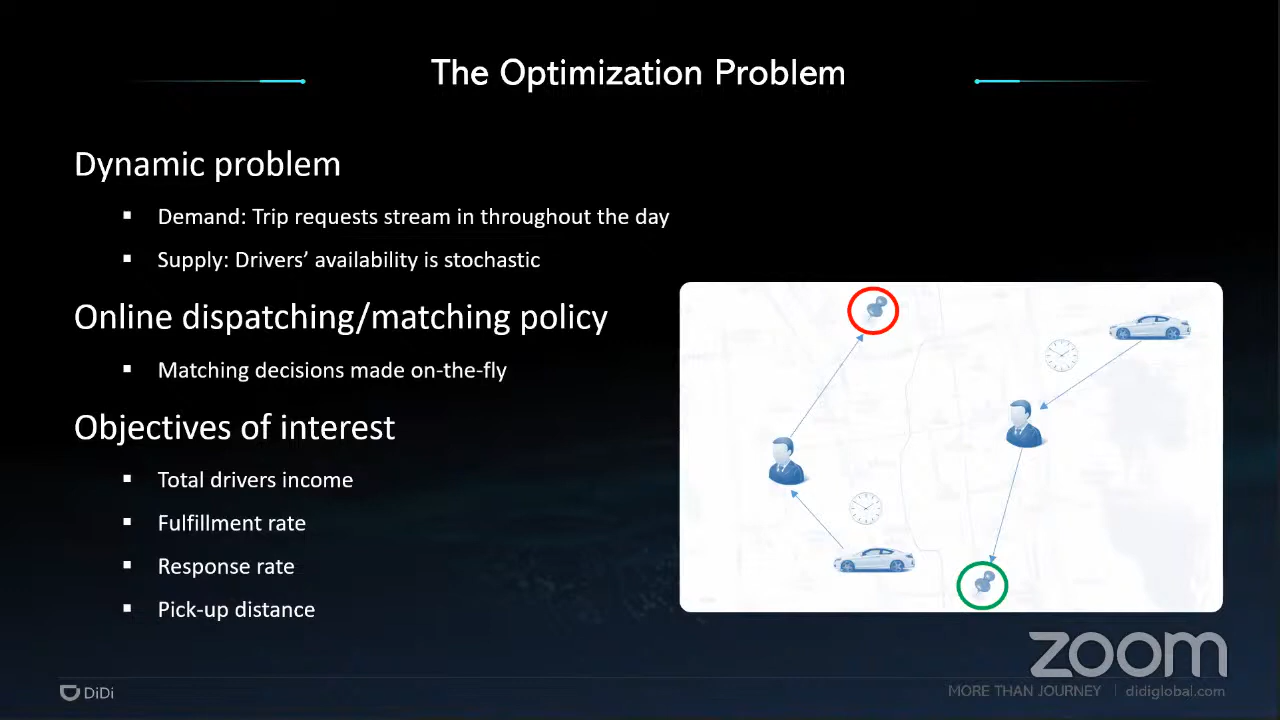 The Optimization Problem
Dynamic problem
▪ Demand: Trip requests stream in throughout the day
▪ Supply: Drivers’ availability is stochastic
Online dispatching/matching policy
▪ Matching decisions made on-the-fly
Objectives of interest
▪ Total drivers income
▪ Fulfillment rate
▪ Response rate
▪ Pick-up distance
zoom
DiDi
MORE THAN JOURNEY | didiglobal.com